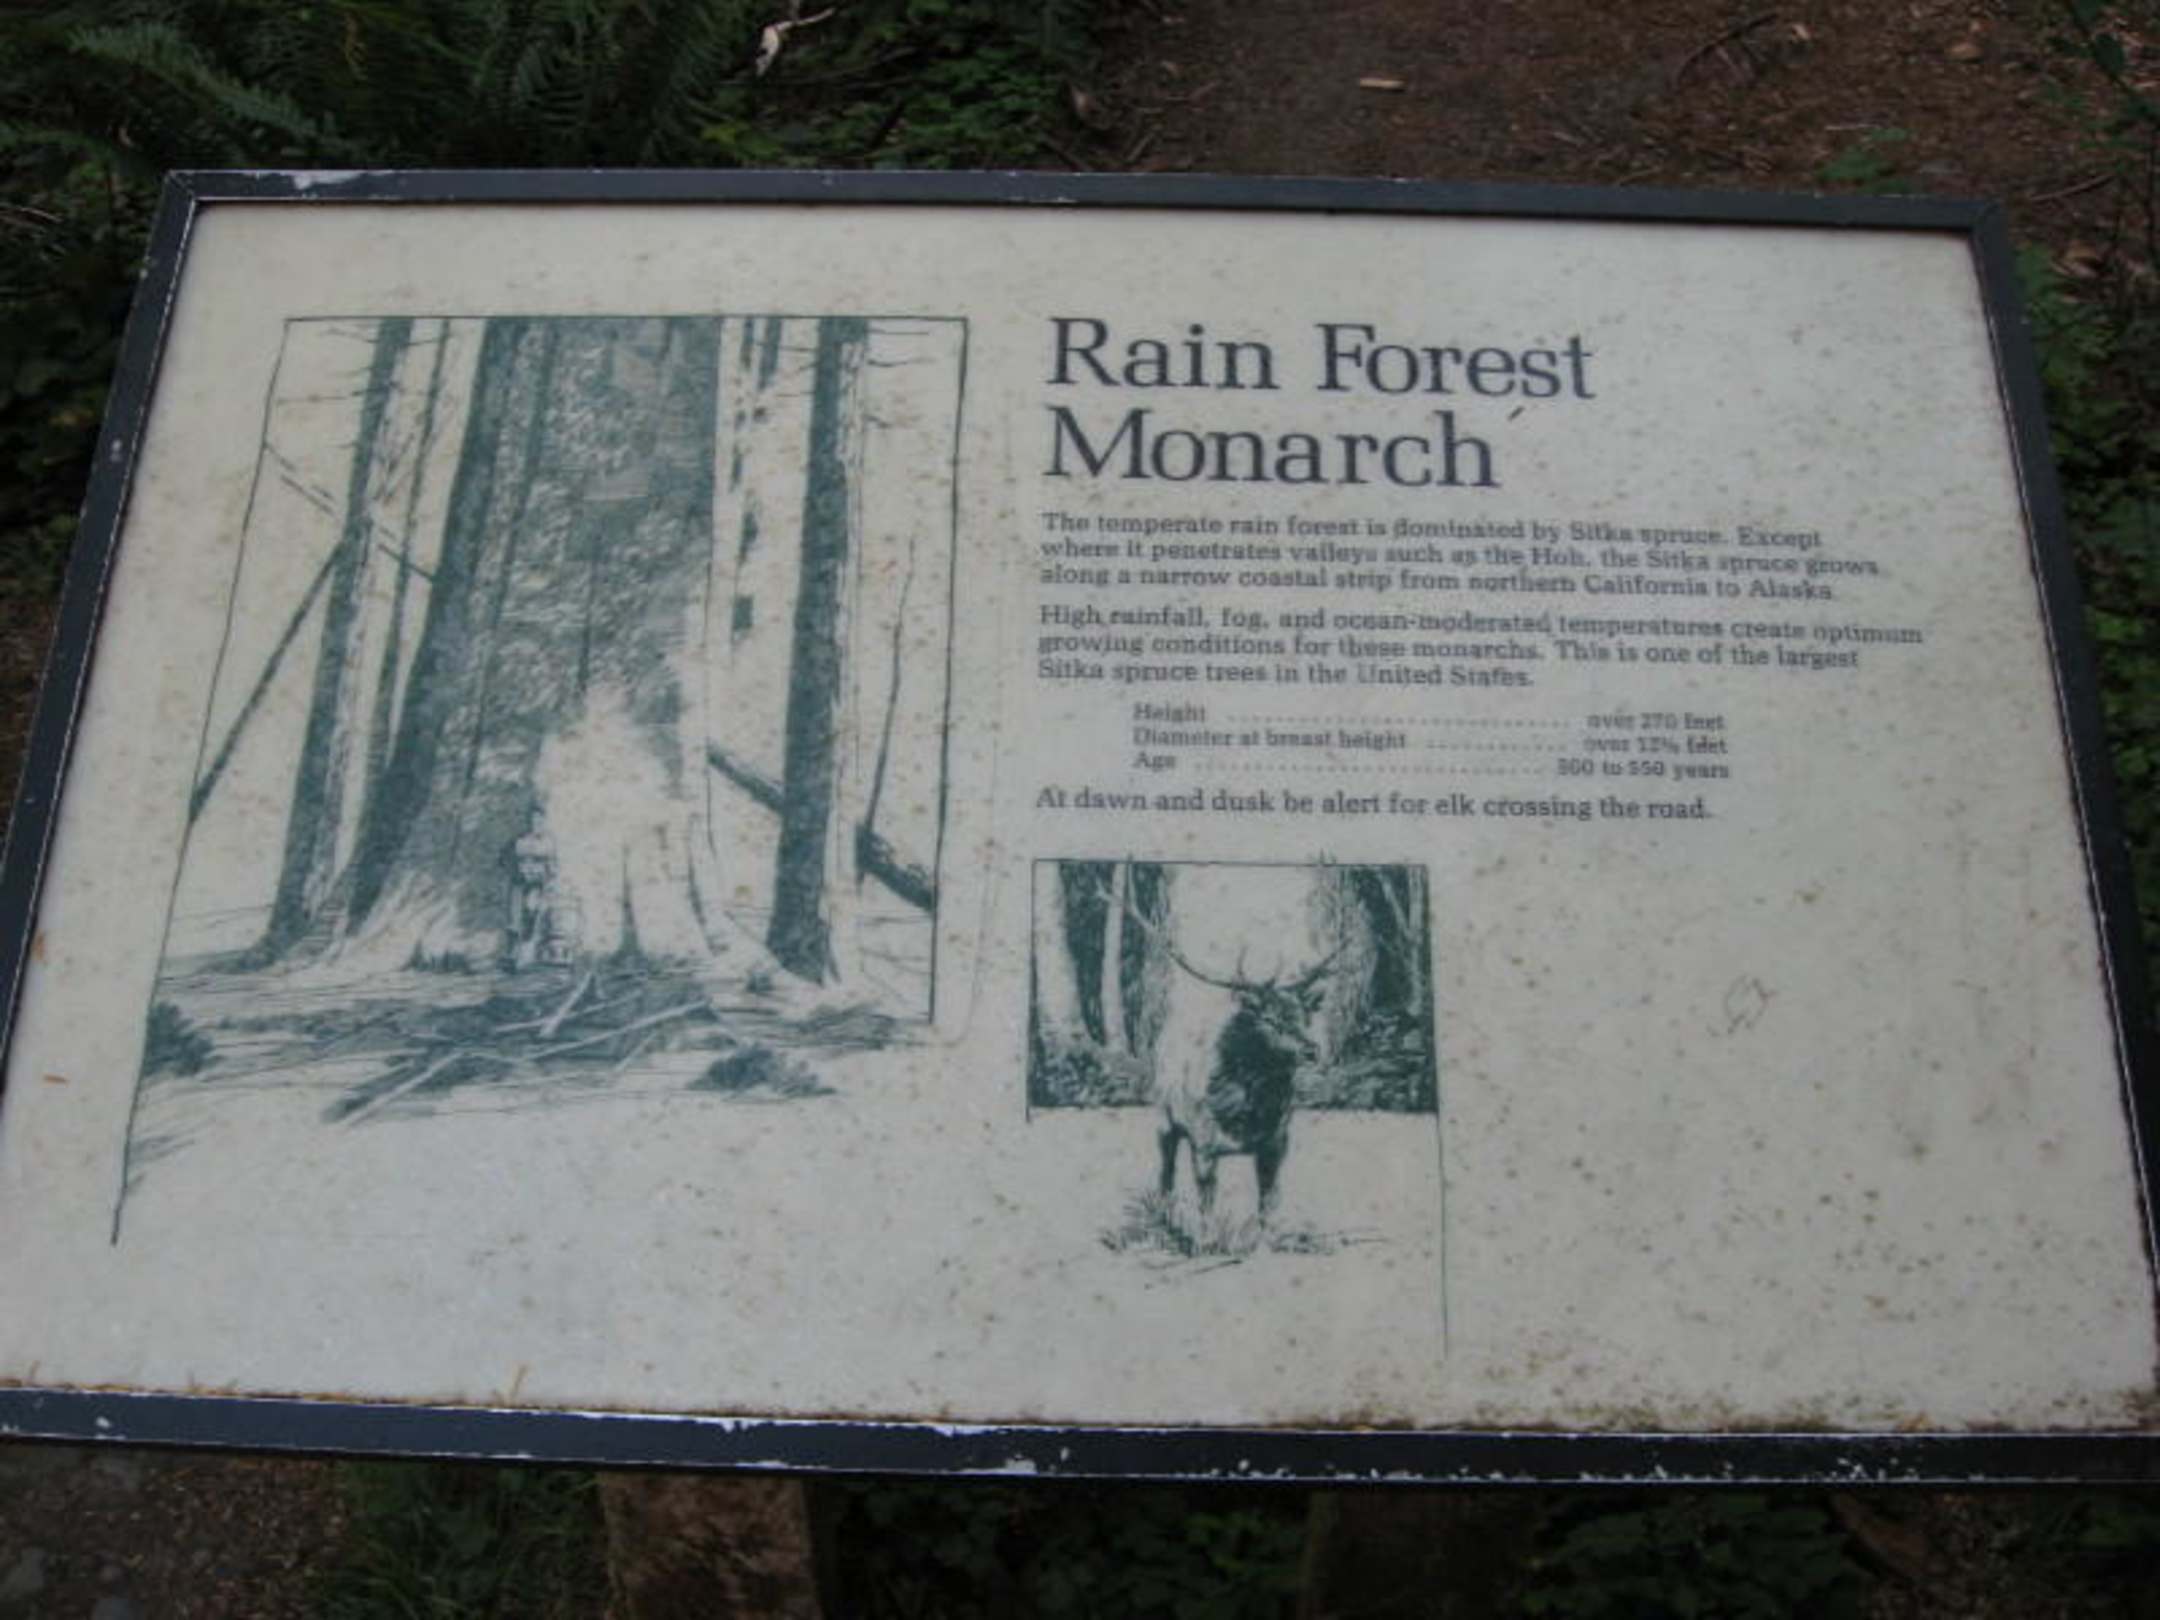 Rain Forest
Monarch
The temperate rain forest is dominated by Sitka spruce. Except
where it penetrates valleys such as the Hoh, the Sitka spruce grows
along a narrow coastal strip from northern California to Alaska.
High rainfall, fog, and ocean-moderated temperatures create optimum
growing conditions for these monarchs. This is one of the largest
Sitka spruce trees in the United States.
Height over 270 feet
Diameter at breast height over 12½ feet
Age 500 to 550 years
At dawn and dusk be alert for elk crossing the road.